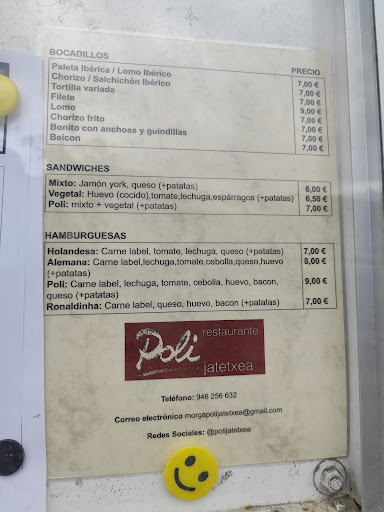 BOCADILLOS
PRECIO
Paleta Ibérica / Lomo Ibérico 7,00 €
Chorizo / Salchichón Ibérico 7,00 €
Tortilla variada 7,00 €
Filete 9,00 €
Lomo 7,00 €
Chorizo frito 7,00 €
Bonito con anchoas y guindillas 7,00 €
Beicon 7,00 €
SANDWICHES
Mixto: Jamón york, queso (+patatas) 6,00 €
Vegetal: Huevo (cocido),tomate,lechuga,espárragos (+patatas) 6,50 €
Poli: mixto + vegetal (+patatas) 7,00 €
HAMBURGUESAS
Holandesa: Carne label, tomate, lechuga, queso (+patatas) 7,00 €
Alemana: Carne label,lechuga,tomate,cebolla,queso,huevo 8,00 €
(+patatas)
Poli: Carne label, lechuga, tomate, cebolla, huevo, bacon, 9,00 €
queso (+patatas)
Ronaldinha: Carne label, queso, huevo, bacon (+patatas) 7,00 €
Poli restaurante
jatetxea
Teléfono: 946 256 632
Correo electrónico morgapolijatetxea@gmail.com
Redes Sociales: @polijatetxea